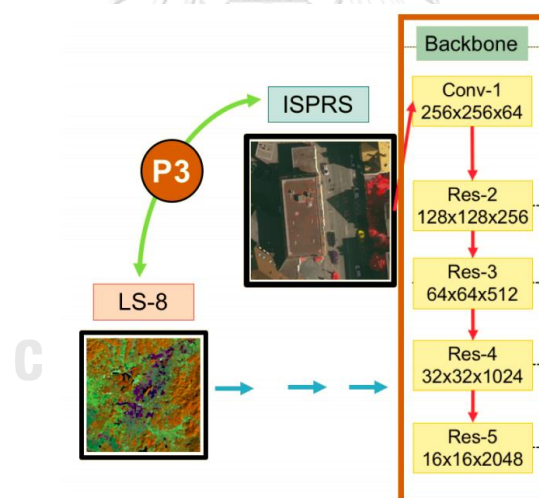 Backbone
ISPRS
Conv-1
256x256x64
P3
Res-2
128x128x256
LS-8
Res-3
64x64x512
C
Res-4
32x32x1024
Res-5
16x16x2048